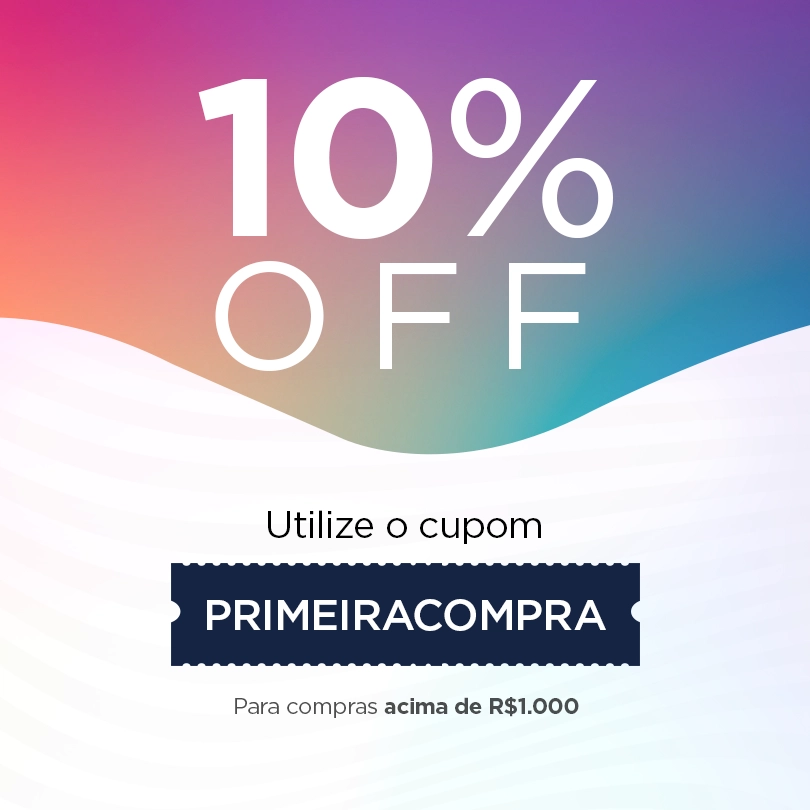 10%
OFF
Utilize o cupom
PRIMEIRACOMPRA
Para compras acima de R$1.000